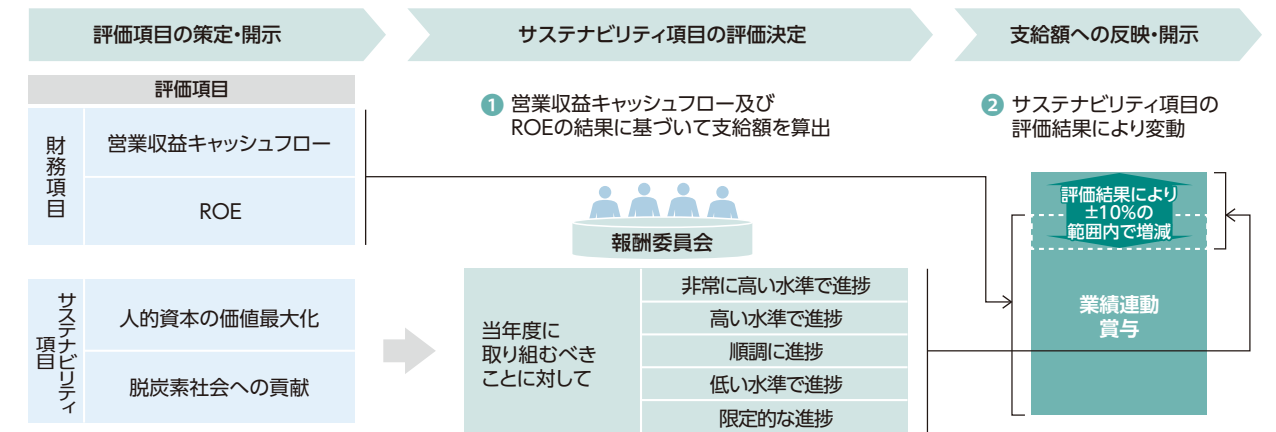 評価項目の策定・開示
サステナビリティ項目の評価決定
支給額への反映・開示
評価項目
財務項目
営業収益キャッシュフロー
ROE
サステナビリティ
項目
人的資本の価値最大化
脱炭素社会への貢献
1 営業収益キャッシュフロー及び
ROEの結果に基づいて支給額を算出
報酬委員会
当年度に
取り組むべき
ことに対して
非常に高い水準で進捗
高い水準で進捗
順調に進捗
低い水準で進捗
限定的な進捗
2 サステナビリティ項目の
評価結果により変動
評価結果により
±10%の
範囲内で増減
業績連動
賞与